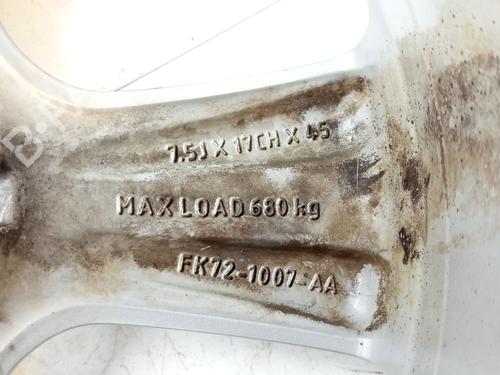 7.5J X 17CH X 45
MAX LOAD 680 kg
FK72-1007-AA